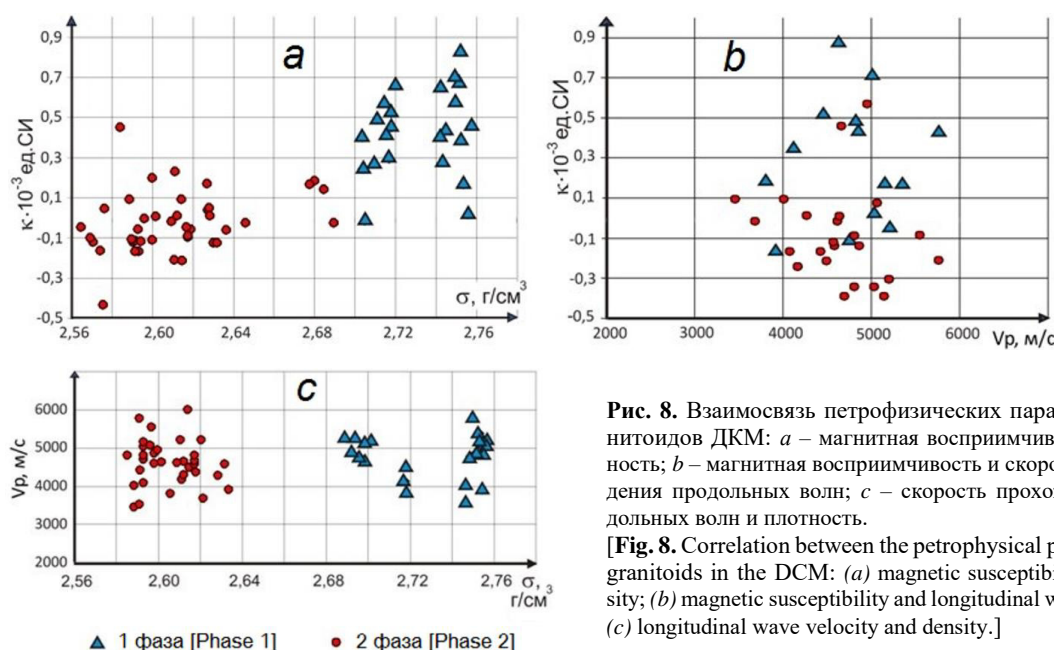 0,9
a
0,7
0,5
0,3
0,1
-0,1
-0,3
-0,5
κ·10⁻³ ед.СИ
σ, г/см³
2,56
2,60
2,64
2,68
2,72
2,76
0,9
b
0,7
0,5
0,3
0,1
-0,1
-0,3
-0,5
κ·10⁻³ ед.СИ
2000
3000
4000
5000
6000
Vp, м/с
c
6000
5000
4000
3000
2000
Vp, м/с
2,56
2,60
2,64
2,68
2,72
2,76
σ, г/см³
1 фаза [Phase 1]
2 фаза [Phase 2]
Рис. 8. Взаимосвязь петрофизических пара
нитоидов ДКМ: а – магнитная восприимчив
ность; b – магнитная восприимчивость и скоро
дения продольных волн; с – скорость прохо
дольных волн и плотность.
[Fig. 8. Correlation between the petrophysical p
granitoids in the DCM: (a) magnetic susceptibi
sity; (b) magnetic susceptibility and longitudinal w
(c) longitudinal wave velocity and density.]